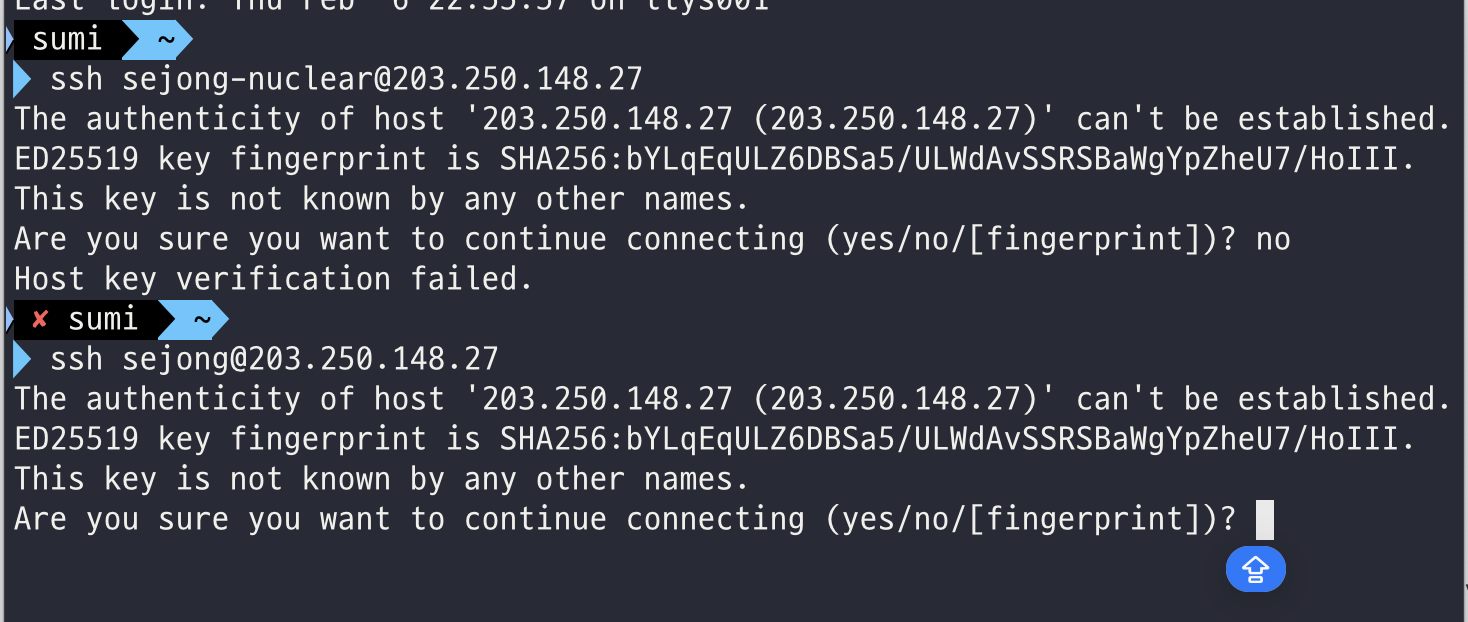 Last login: Thu Feb  6 22:55:57 on ttys001
sumi ~
ssh sejong-nuclear@203.250.148.27
The authenticity of host '203.250.148.27 (203.250.148.27)' can't be established.
ED25519 key fingerprint is SHA256:bYLqEqULZ6DBSa5/ULWdAvSSRSBaWgYpZheU7/HoIII.
This key is not known by any other names.
Are you sure you want to continue connecting (yes/no/[fingerprint])? no
Host key verification failed.
✘ sumi ~
ssh sejong@203.250.148.27
The authenticity of host '203.250.148.27 (203.250.148.27)' can't be established.
ED25519 key fingerprint is SHA256:bYLqEqULZ6DBSa5/ULWdAvSSRSBaWgYpZheU7/HoIII.
This key is not known by any other names.
Are you sure you want to continue connecting (yes/no/[fingerprint])?